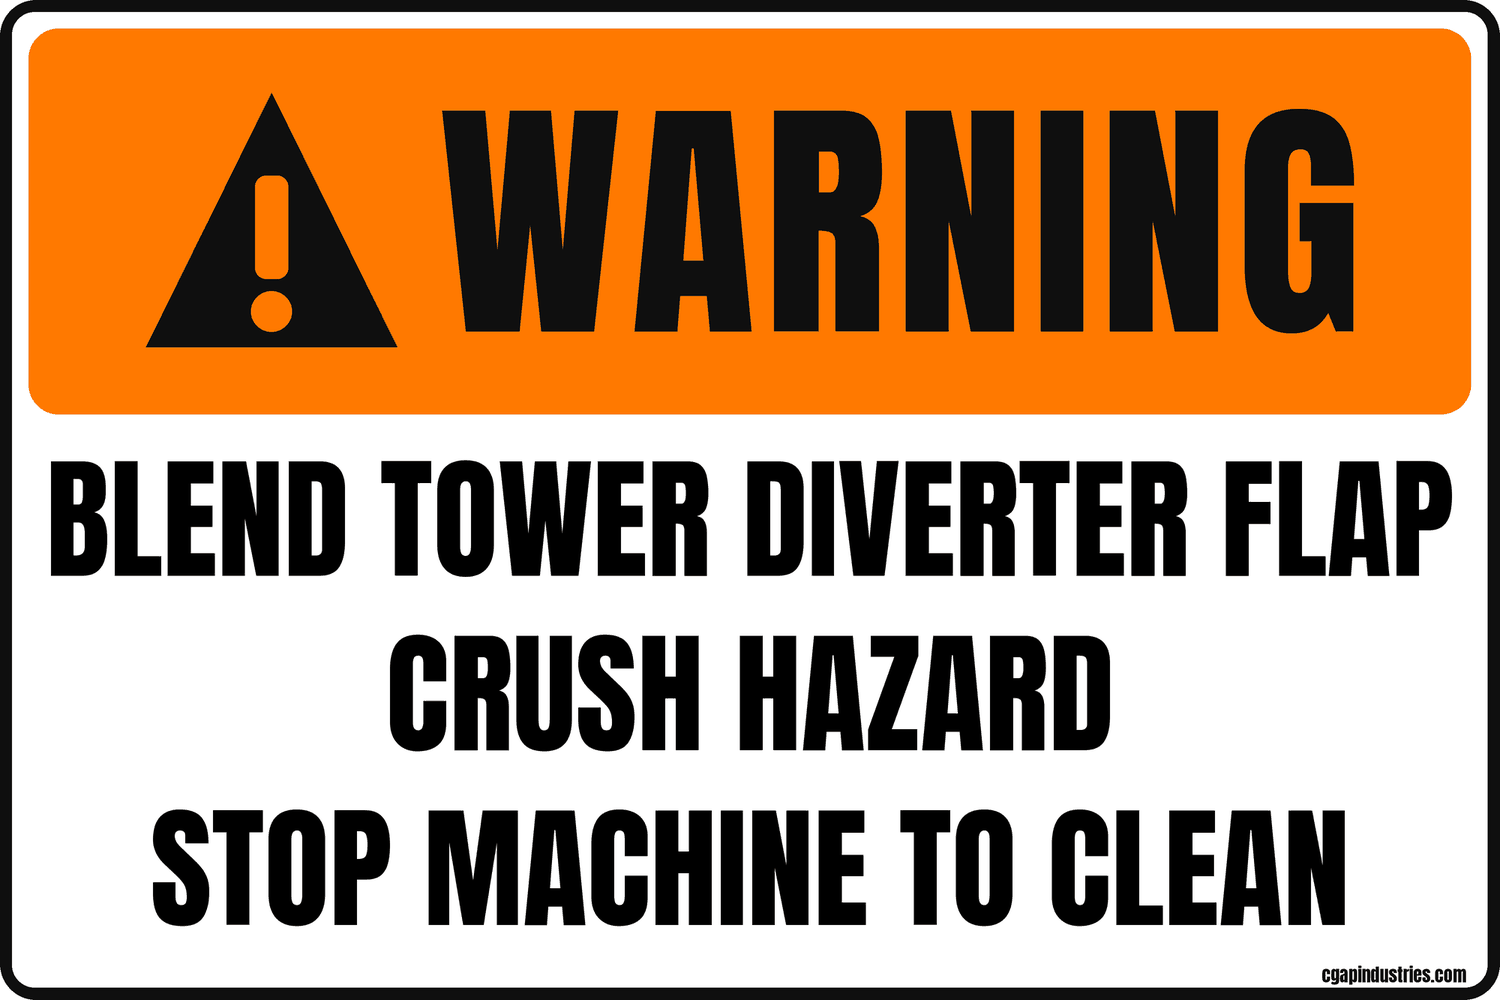 WARNING
BLEND TOWER DIVERTER FLAP
CRUSH HAZARD
STOP MACHINE TO CLEAN
cgapindustries.com